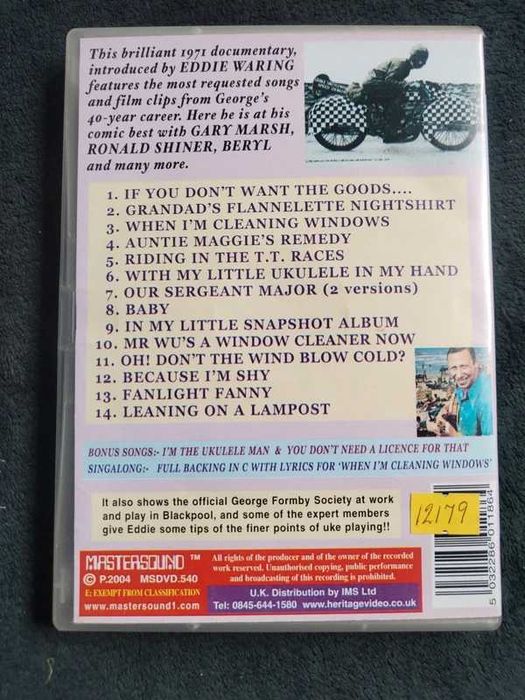 This brilliant 1971 documentary,
introduced by EDDIE WARING
features the most requested songs
and film clips from George's
40-year career. Here he is at his
comic best with GARY MARSH,
RONALD SHINER, BERYL
and many more.
1. IF YOU DON'T WANT THE GOODS....
2. GRANDAD'S FLANNELETTE NIGHTSHIRT
3. WHEN I'M CLEANING WINDOWS
4. AUNTIE MAGGIE'S REMEDY
5. RIDING IN THE T.T. RACES
6. WITH MY LITTLE UKULELE IN MY HAND
7. OUR SERGEANT MAJOR (2 versions)
8. BABY
9. IN MY LITTLE SNAPSHOT ALBUM
10. MR WU'S A WINDOW CLEANER NOW
11. OH! DON'T THE WIND BLOW COLD?
12. BECAUSE I'M SHY
13. FANLIGHT FANNY
14. LEANING ON A LAMPOST
BONUS SONGS:- I'M THE UKULELE MAN & YOU DON'T NEED A LICENCE FOR THAT
SINGALONG:- FULL BACKING IN C WITH LYRICS FOR 'WHEN I'M CLEANING WINDOWS'
It also shows the official George Formby Society at work
and play in Blackpool, and some of the expert members
give Eddie some tips of the finer points of uke playing!!
12179
5 032286 011864
MASTERSOUND ™
© P.2004 MSDVD.540
E: EXEMPT FROM CLASSIFICATION
www.mastersound1.com
All rights of the producer and of the owner of the recorded
work reserved. Unauthorised copying, public performance
and broadcasting of this recording is prohibited.
U.K. Distribution by IMS Ltd
Tel: 0845-644-1580 www.heritagevideo.co.uk